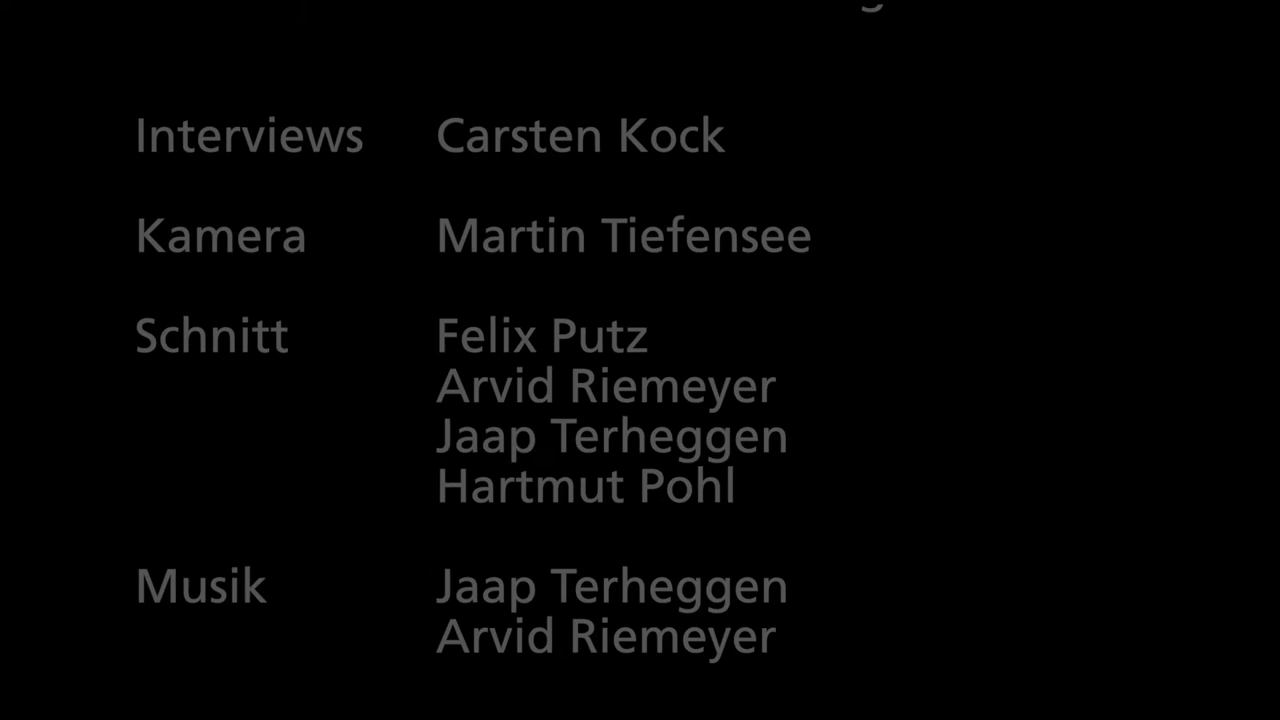 Interviews Carsten Kock
Kamera Martin Tiefensee
Schnitt Felix Putz
Arvid Riemeyer
Jaap Terheggen
Hartmut Pohl
Musik Jaap Terheggen
Arvid Riemeyer